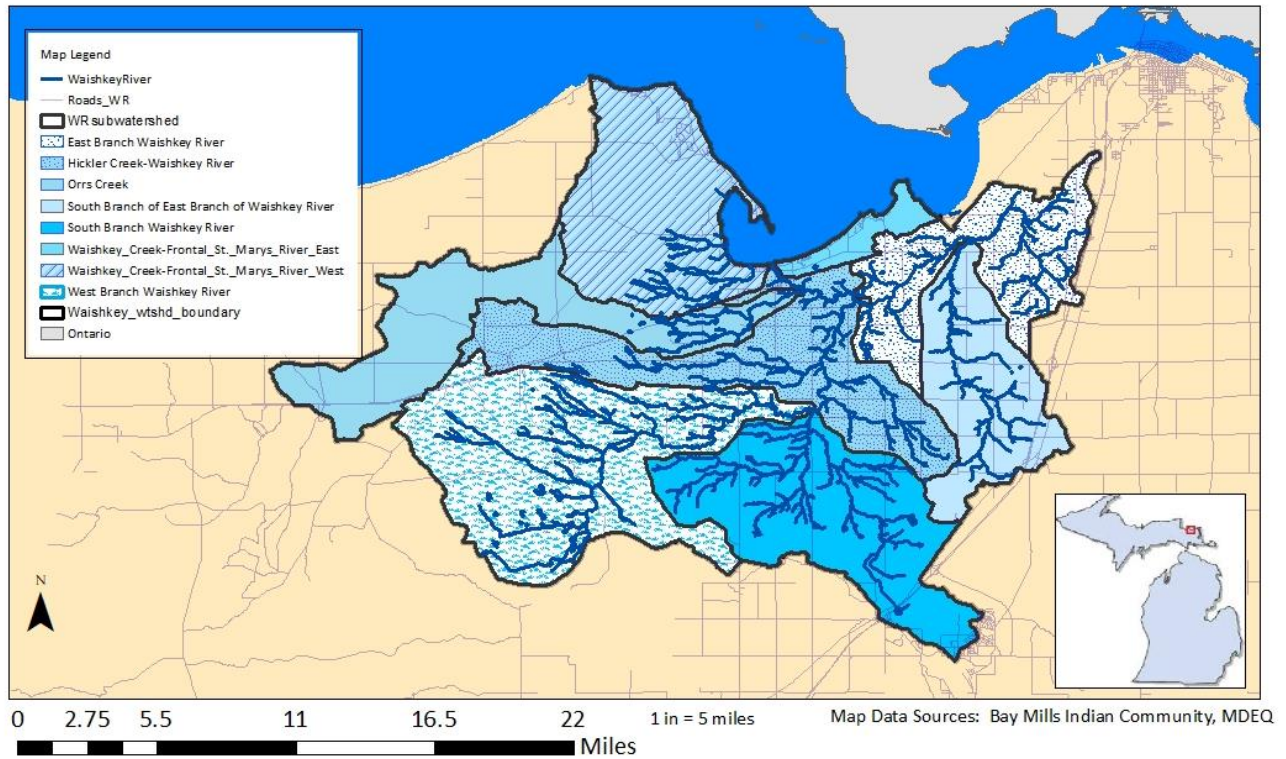 Map Legend
WaishkeyRiver
Roads_WR
WR subwatershed
East Branch Waishkey River
Hickler Creek-Waishkey River
Orrs Creek
South Branch of East Branch of Waishkey River
South Branch Waishkey River
Waishkey_Creek-Frontal_St._Marys_River_East
Waishkey_Creek-Frontal_St._Marys_River_West
West Branch Waishkey River
Waishkey_wtshd_boundary
Ontario
N
0 2.75 5.5 11 16.5 22 1 in = 5 miles Map Data Sources: Bay Mills Indian Community, MDEQ
Miles